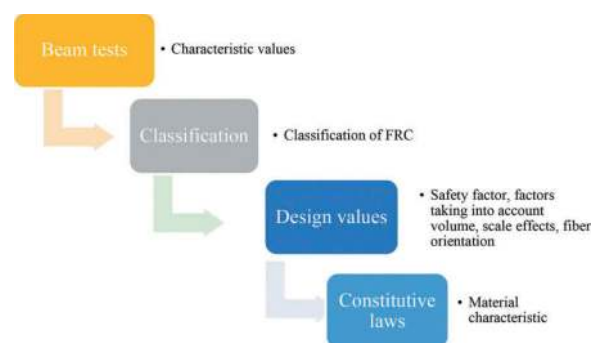 Beam tests
• Characteristic values
Classification
• Classification of FRC
Design values
• Safety factor, factors
taking into account
volume, scale effects, fiber
orientation
Constitutive
laws
• Material
characteristic